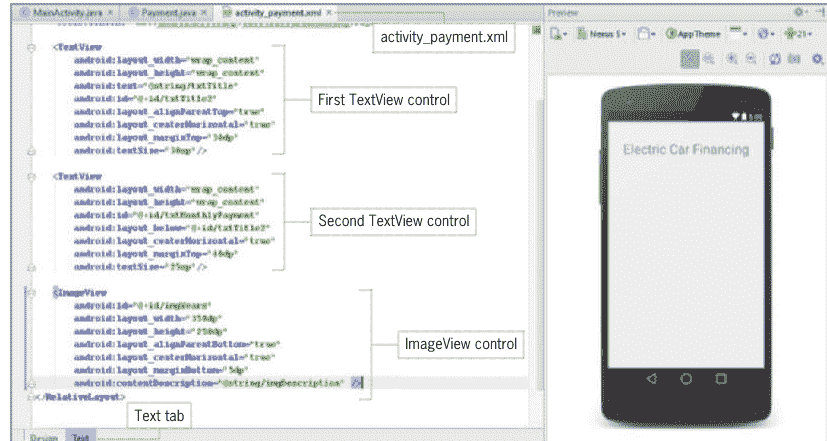 MainActivity.java
Payment.java
activity_payment.xml
Preview
activity_payment.xml
Nexus 5
AppTheme
21
<TextView
android:layout_width="wrap_content"
android:layout_height="wrap_content"
android:text="@string/txtTitle"
android:id="@+id/txtTitle2"
android:layout_alignParentTop="true"
android:layout_centerHorizontal="true"
android:layout_marginTop="30dp"
android:textSize="30sp"/>
First TextView control
Electric Car Financing
<TextView
android:layout_width="wrap_content"
android:layout_height="wrap_content"
android:id="@+id/txtMonthlyPayment"
android:layout_below="@+id/txtTitle2"
android:layout_centerHorizontal="true"
android:layout_marginTop="40dp"
android:textSize="25sp"/>
Second TextView control
<ImageView
android:id="@+id/imgYears"
android:layout_width="350dp"
android:layout_height="250dp"
android:layout_alignParentBottom="true"
android:layout_centerHorizontal="true"
android:layout_marginBottom="5dp"
android:contentDescription="@string/imgDescription" />
ImageView control
</RelativeLayout>
Text tab
Design
Text